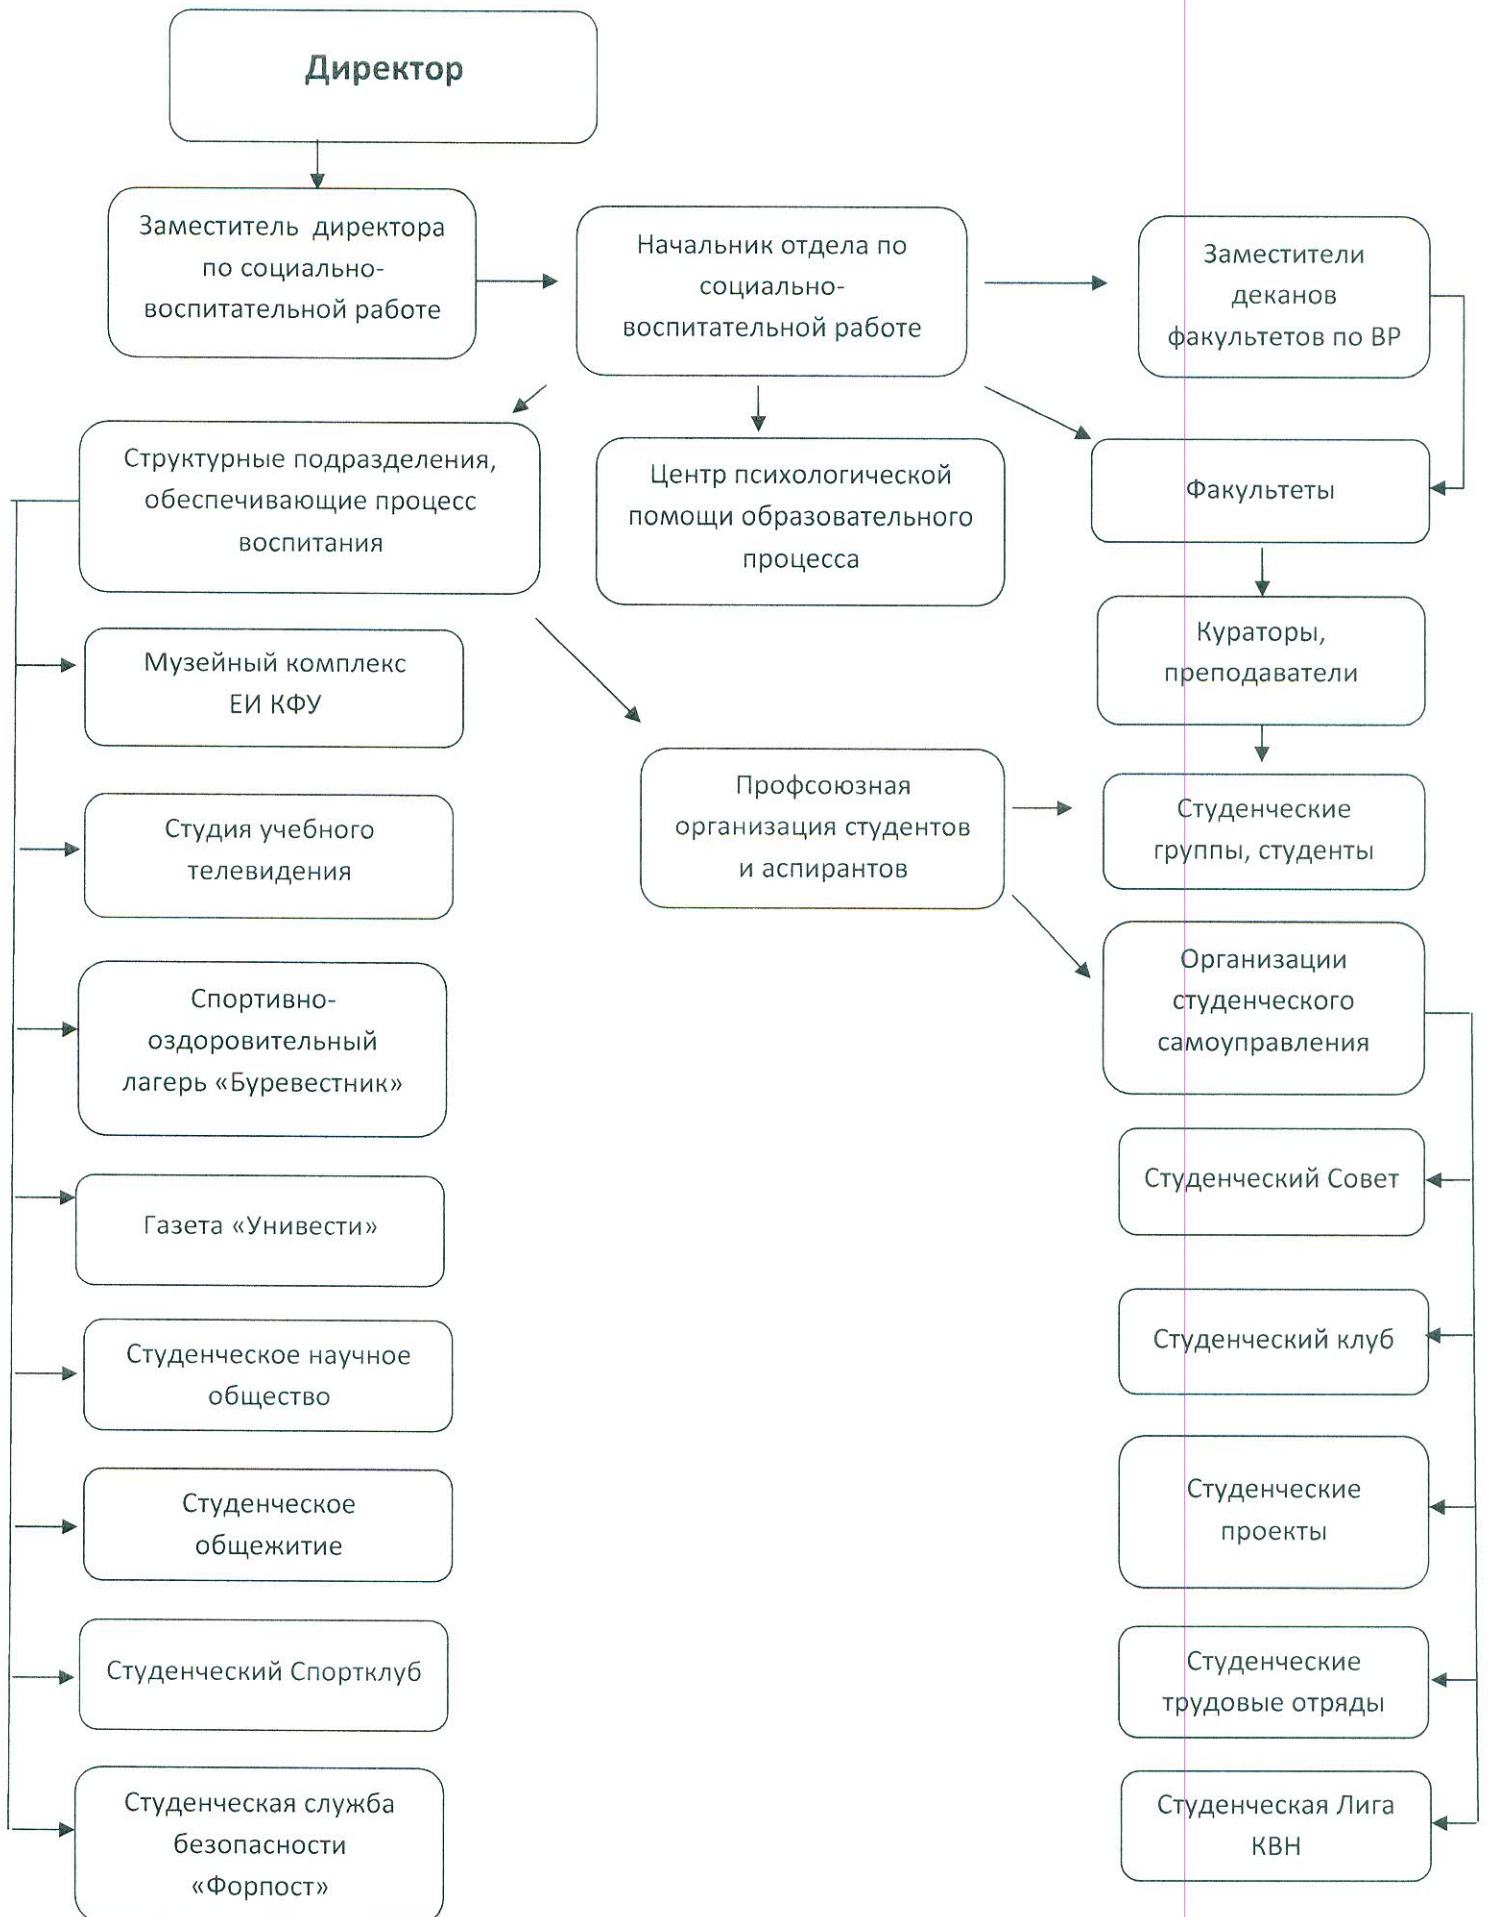 Директор
Заместитель директора
по социально-
воспитательной работе
Начальник отдела по
социально-
воспитательной работе
Заместители
деканов
факультетов по ВР
Структурные подразделения,
обеспечивающие процесс
воспитания
Центр психологической
помощи образовательного
процесса
Факультеты
Кураторы,
преподаватели
Музейный комплекс
ЕИ КФУ
Профсоюзная
организация студентов
и аспирантов
Студенческие
группы, студенты
Студия учебного
телевидения
Организации
студенческого
самоуправления
Спортивно-
оздоровительный
лагерь «Буревестник»
Студенческий Совет
Газета «Унивести»
Студенческий клуб
Студенческое научное
общество
Студенческие
проекты
Студенческое
общежитие
Студенческий Спортклуб
Студенческие
трудовые отряды
Студенческая служба
безопасности
«Форпост»
Студенческая Лига
КВН